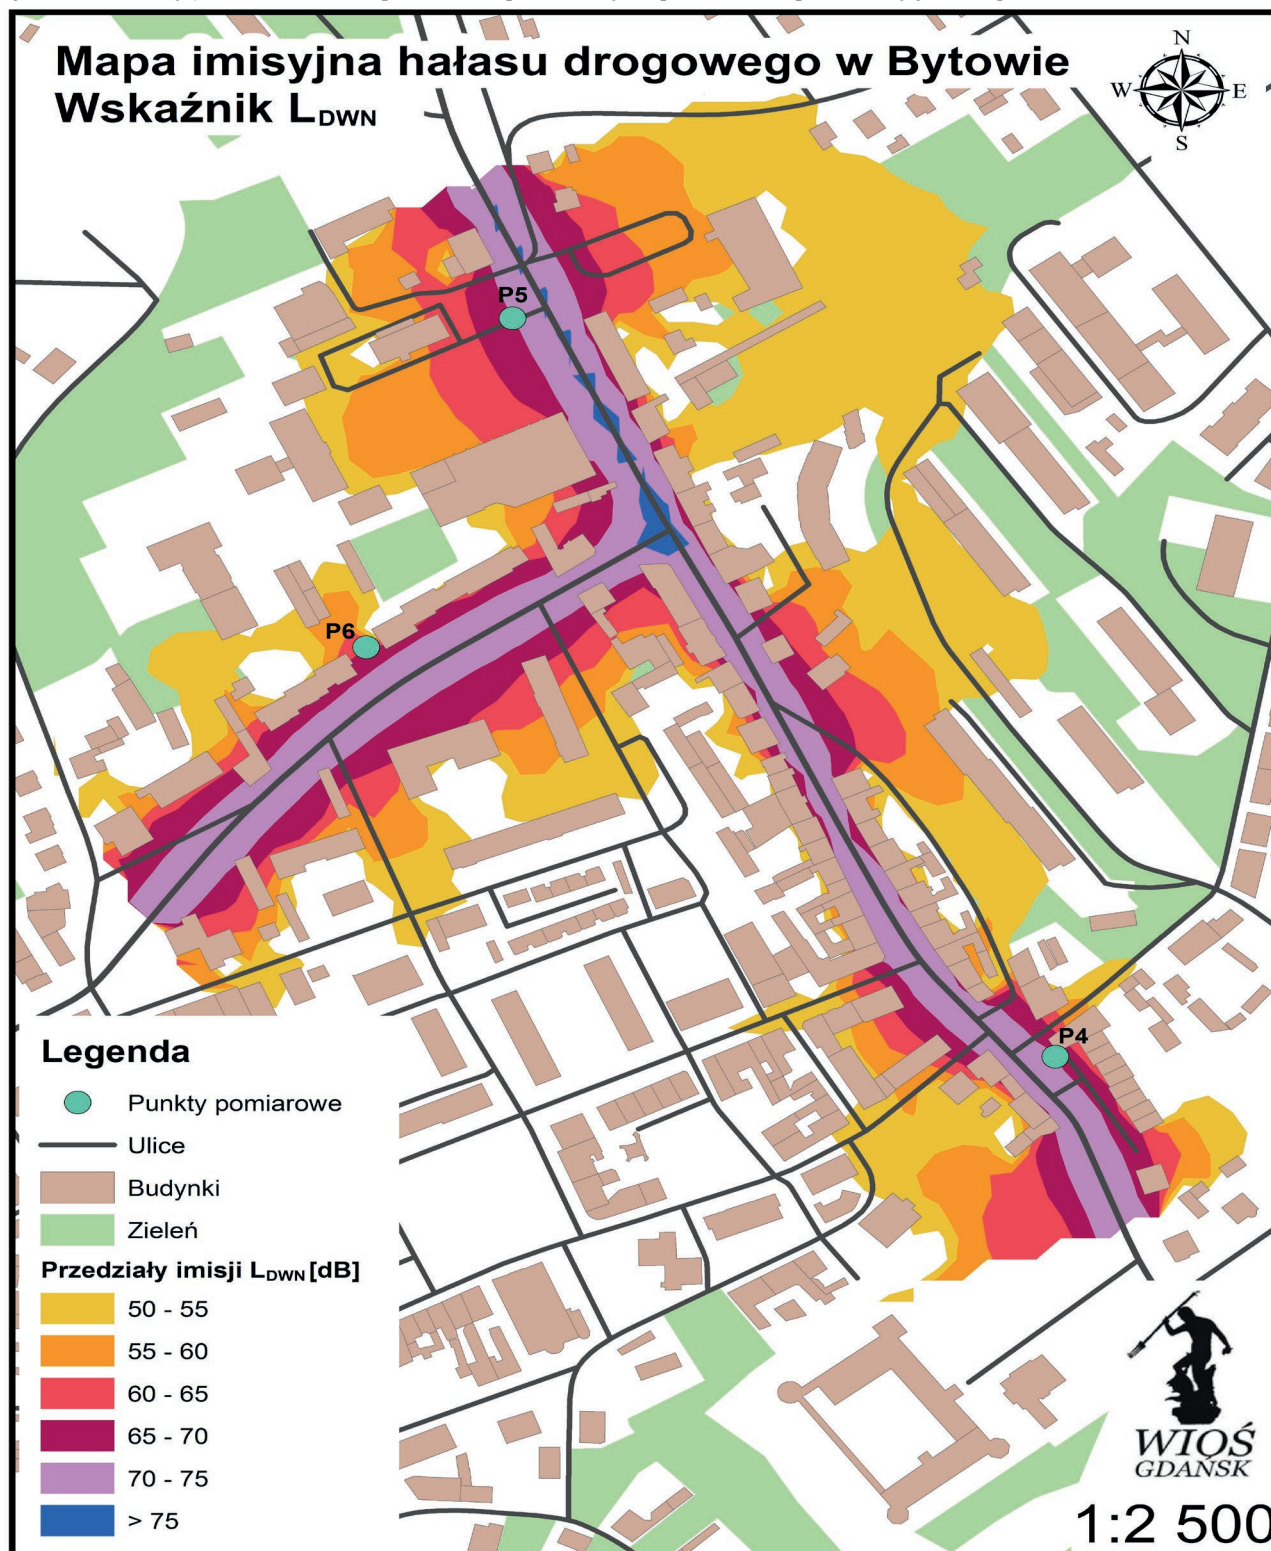 Mapa imisyjna hałasu drogowego w Bytowie
Wskaźnik LDWN
N
W E
S
P5
P6
P4
Legenda
Punkty pomiarowe
Ulice
Budynki
Zieleń
Przedziały imisji LDWN [dB]
50 - 55
55 - 60
60 - 65
65 - 70
70 - 75
> 75
WIOŚ
GDAŃSK
1:2 500